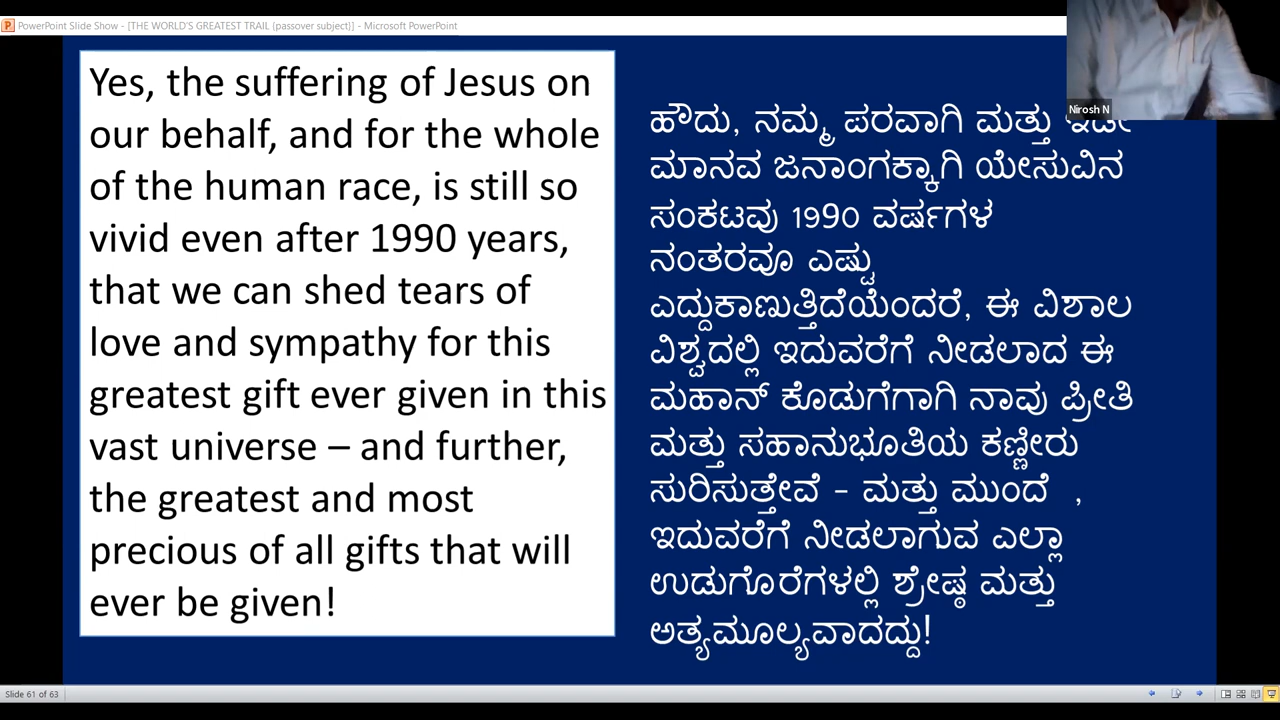 PowerPoint Slide Show - [THE WORLD'S GREATEST TRAIL (passover subject)] - Microsoft PowerPoint
Yes, the suffering of Jesus on
our behalf, and for the whole
of the human race, is still so
vivid even after 1990 years,
that we can shed tears of
love and sympathy for this
greatest gift ever given in this
vast universe – and further,
the greatest and most
precious of all gifts that will
ever be given!
ಹೌದು, ನಮ್ಮ ಪರವಾಗಿ ಮತ್ತು
ಮಾನವ ಜನಾಂಗಕ್ಕಾಗಿ ಯೇಸುವಿನ
ಸಂಕಟವು 1990 ವರ್ಷಗಳ
ನಂತರವೂ ಎಷ್ಟು
ಎದ್ದುಕಾಣುತ್ತಿದೆಯೆಂದರೆ, ಈ ವಿಶಾಲ
ವಿಶ್ವದಲ್ಲಿ ಇದುವರೆಗೆ ನೀಡಲಾದ ಈ
ಮಹಾನ್ ಕೊಡುಗೆಗಾಗಿ ನಾವು ಪ್ರೀತಿ
ಮತ್ತು ಸಹಾನುಭೂತಿಯ ಕಣ್ಣೀರು
ಸುರಿಸುತ್ತೇವೆ - ಮತ್ತು ಮುಂದೆ ,
ಇದುವರೆಗೆ ನೀಡಲಾಗುವ ಎಲ್ಲಾ
ಉಡುಗೊರೆಗಳಲ್ಲಿ ಶ್ರೇಷ್ಠ ಮತ್ತು
ಅತ್ಯಮೂಲ್ಯವಾದದ್ದು!
Nirosh N
Slide 61 of 63